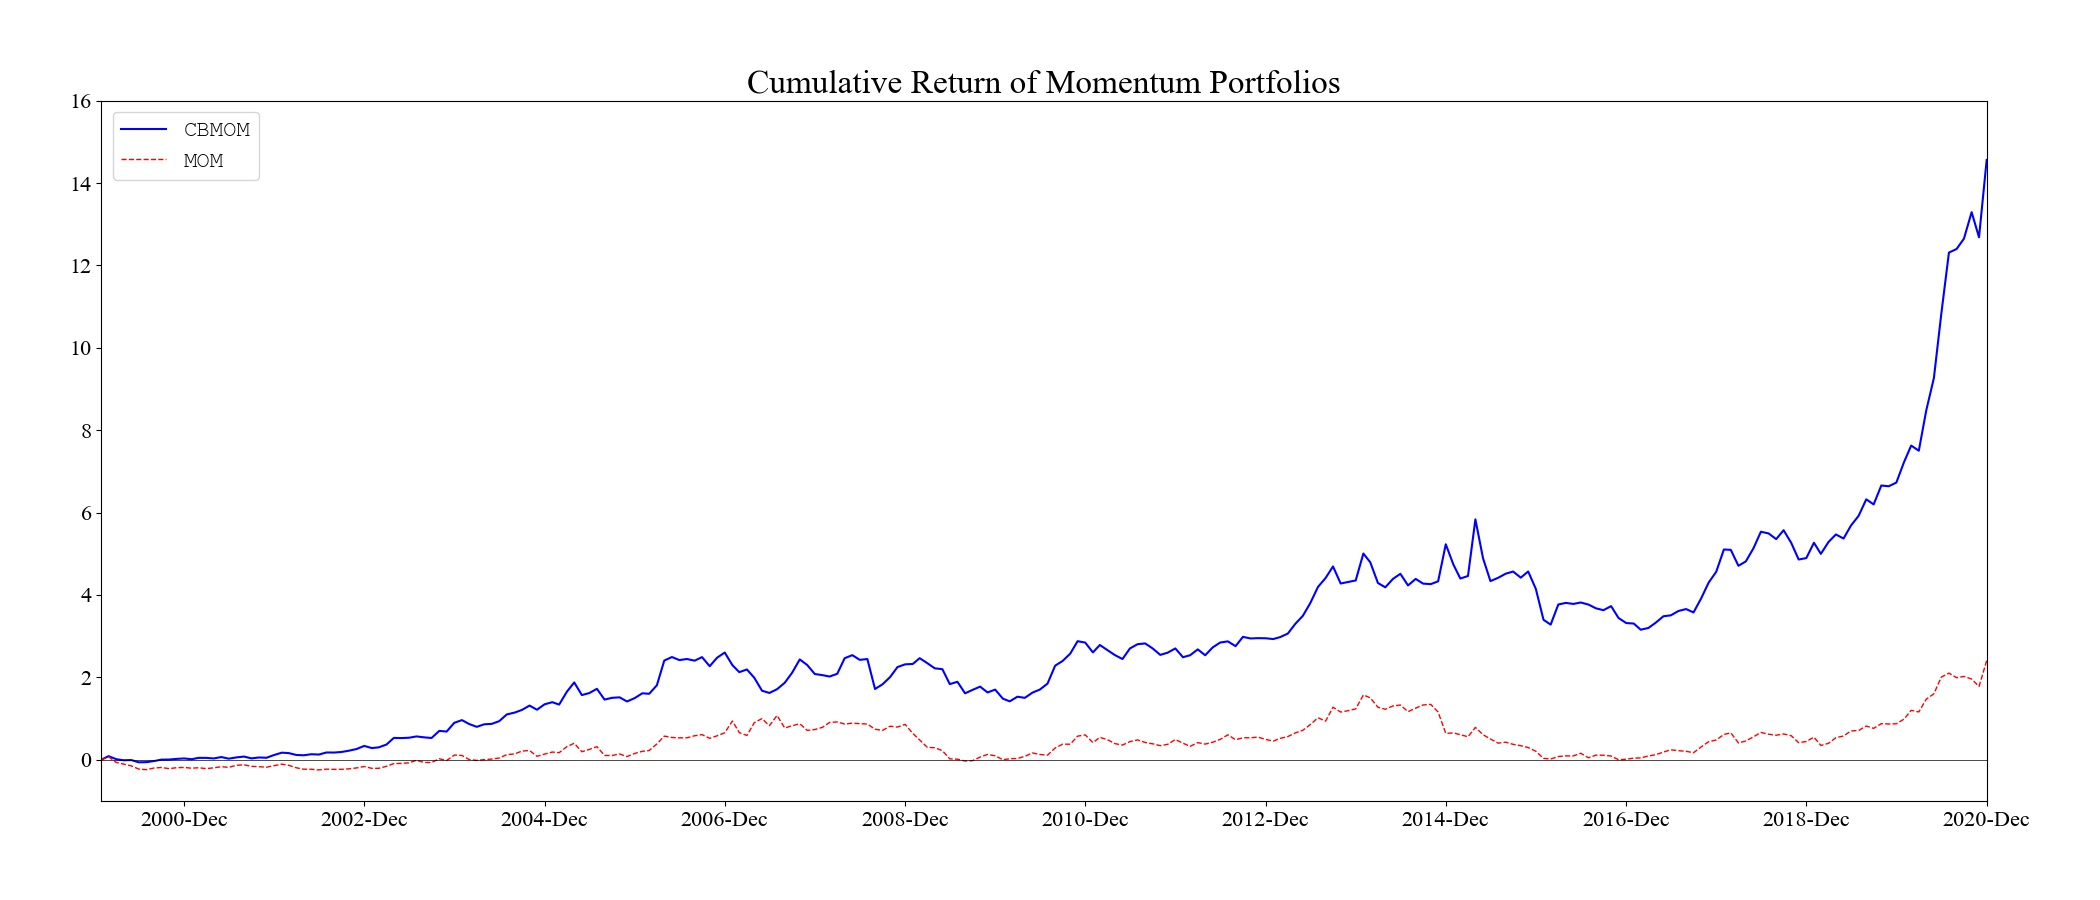 Cumulative Return of Momentum Portfolios
CBMOM
MOM
16
14
12
10
8
6
4
2
0
2000-Dec 2002-Dec 2004-Dec 2006-Dec 2008-Dec 2010-Dec 2012-Dec 2014-Dec 2016-Dec 2018-Dec 2020-Dec